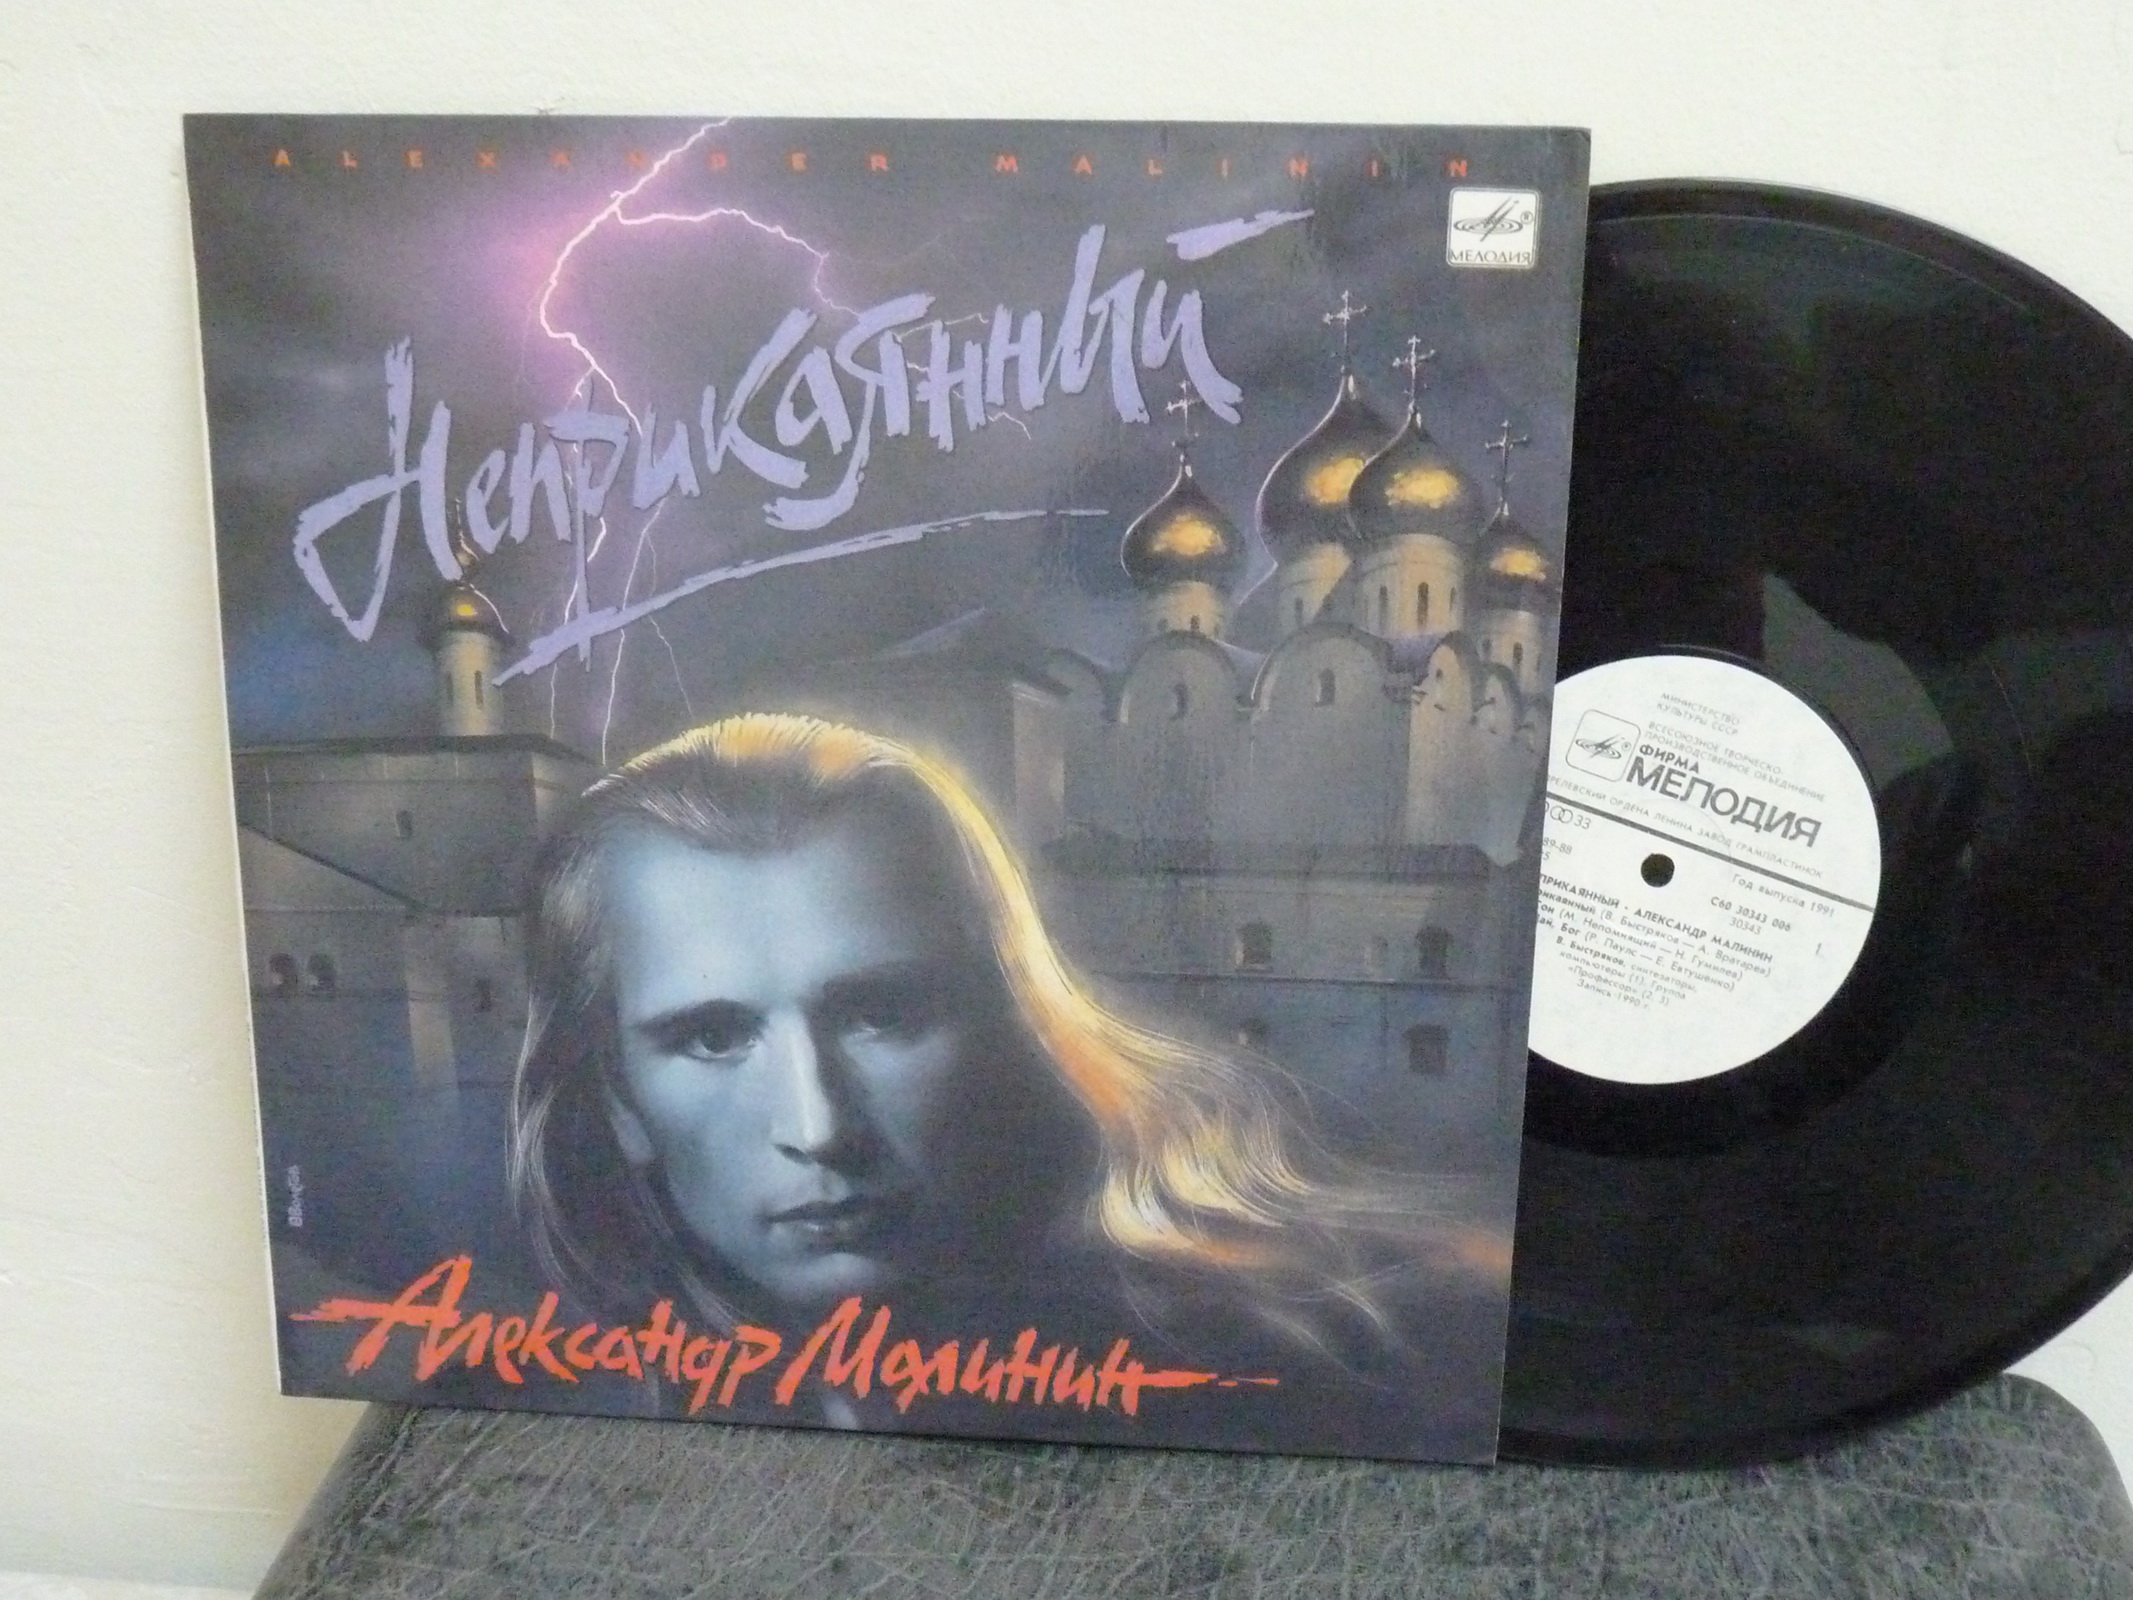 ALEXANDER MALININ
МЕЛОДИЯ
Неприкаянный
Александр Малинин
МИНИСТЕРСТВО
КУЛЬТУРЫ СССР
ВСЕСОЮЗНОЕ ТВОРЧЕСКО-
ПРОИЗВОДСТВЕННОЕ ОБЪЕДИНЕНИЕ
ФИРМА
МЕЛОДИЯ
ОРДЕНА ЛЕНИНА ЗАВОД ГРАМПЛАСТИНОК
33
89-88
Год выпуска 1991
С60 30343 006
30343
1
АЛЕКСАНДР МАЛИНИН
(В. Быстряков — А. Вратарев)
(М. Непомнящий — Н. Гумилев)
Бог (Р. Паулс — Е. Евтушенко)
В. Быстряков, синтезаторы,
компьютеры (1), Группа
«Профессор» (2, 3)
Запись 1990 г.